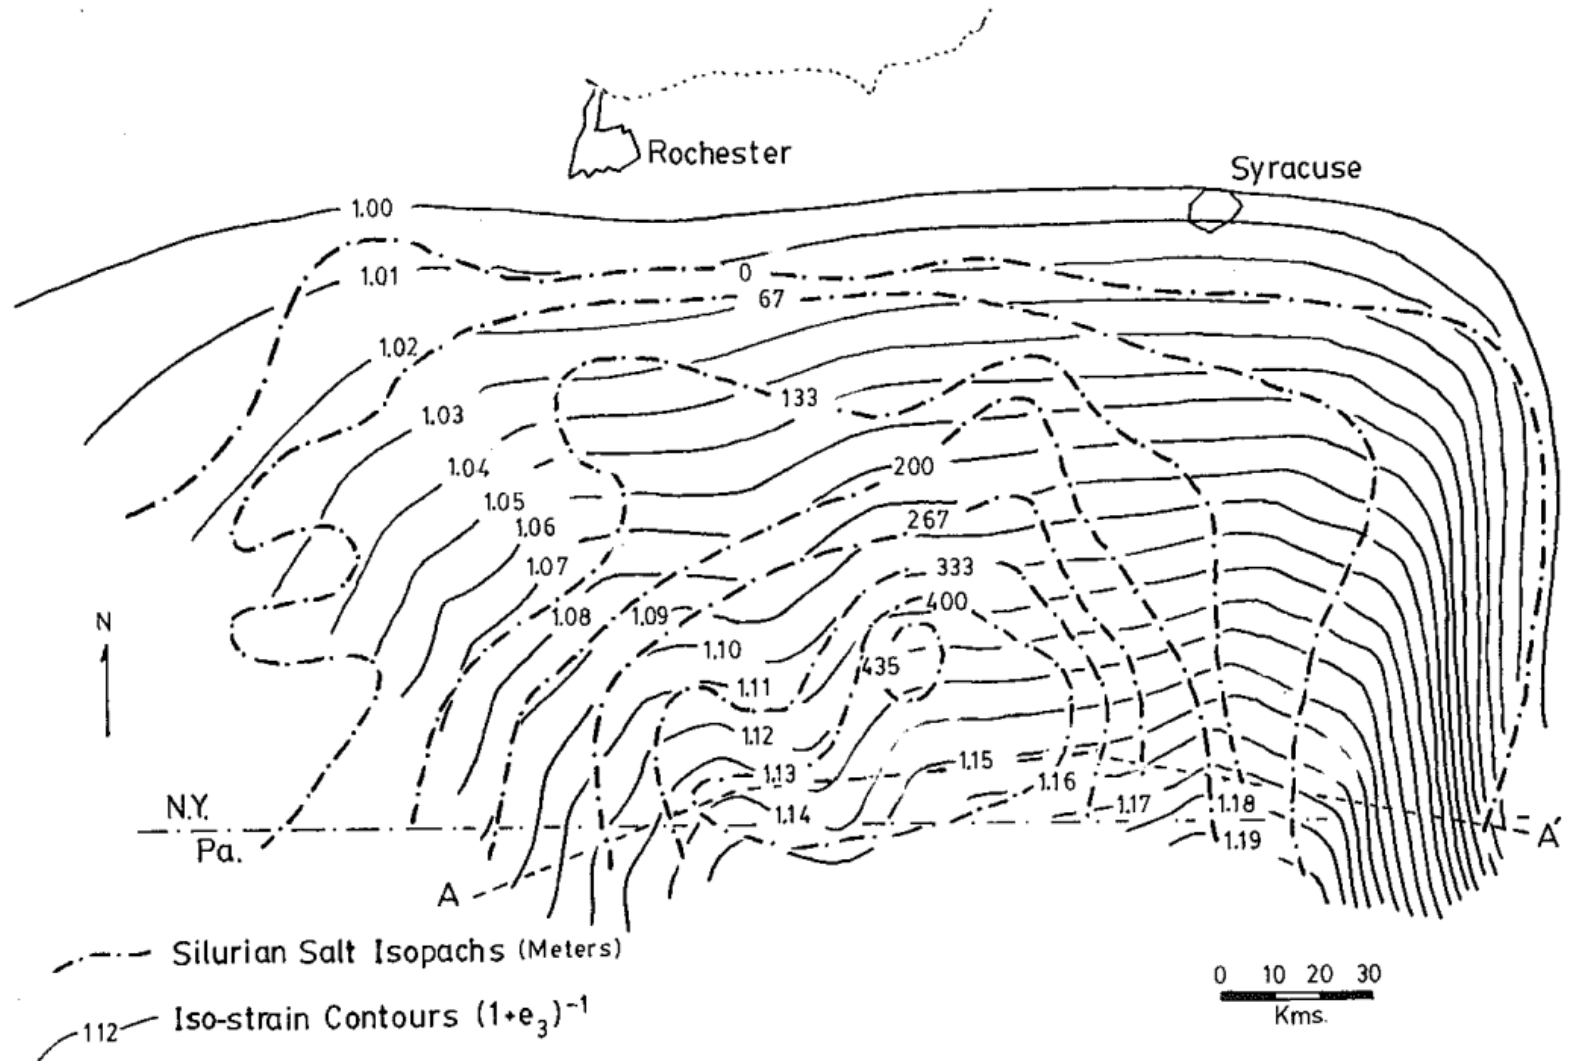 Rochester
Syracuse
1.00
1.01
0
67
1.02
133
1.03
1.04
200
1.05
1.06
267
1.07
333
1.08
1.09
400
N
1.10
435
1.11
1.12
1.13
1.15
1.16
1.14
1.17
1.18
N.Y.
Pa.
1.19
A
A'
Silurian Salt Isopachs (Meters)
112
Iso-strain Contours (1+e₃)⁻¹
0 10 20 30
Kms.